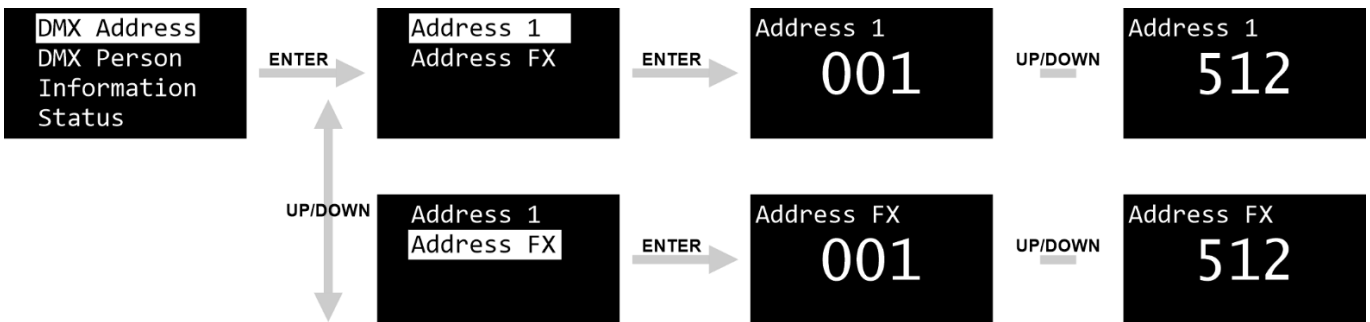 DMX Address
DMX Person
Information
Status
ENTER
Address 1
Address FX
ENTER
Address 1
001
UP/DOWN
Address 1
512
UP/DOWN
Address 1
Address FX
ENTER
Address FX
001
UP/DOWN
Address FX
512